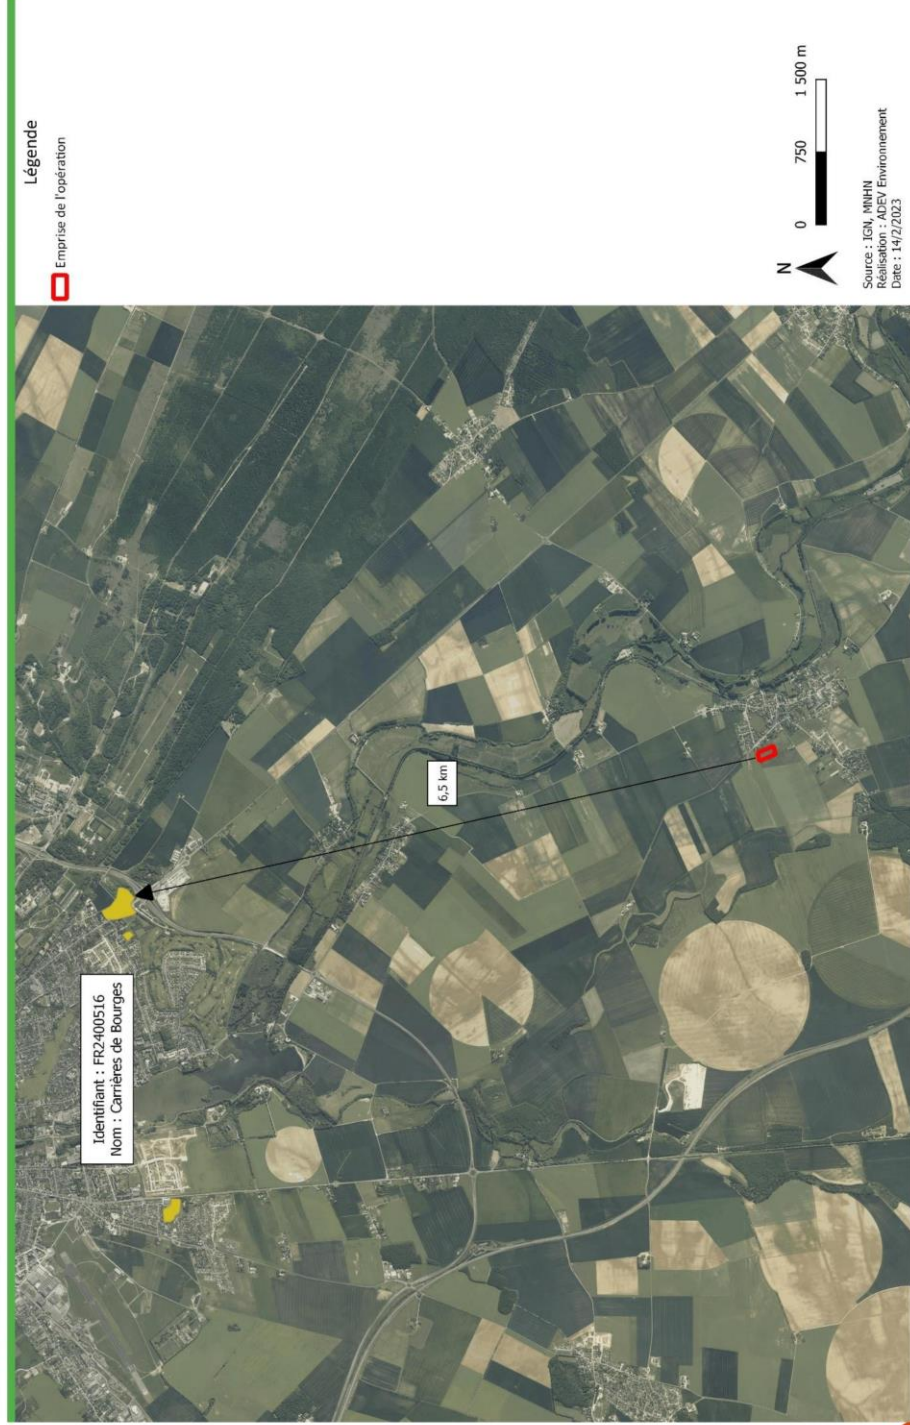 Légende
Emprise de l'opération
Identifiant : FR2400516
Nom : Carrières de Bourges
6,5 km
N
0 750 1 500 m
Source : IGN, MNHN
Réalisation : ADEV Environnement
Date : 14/2/2023